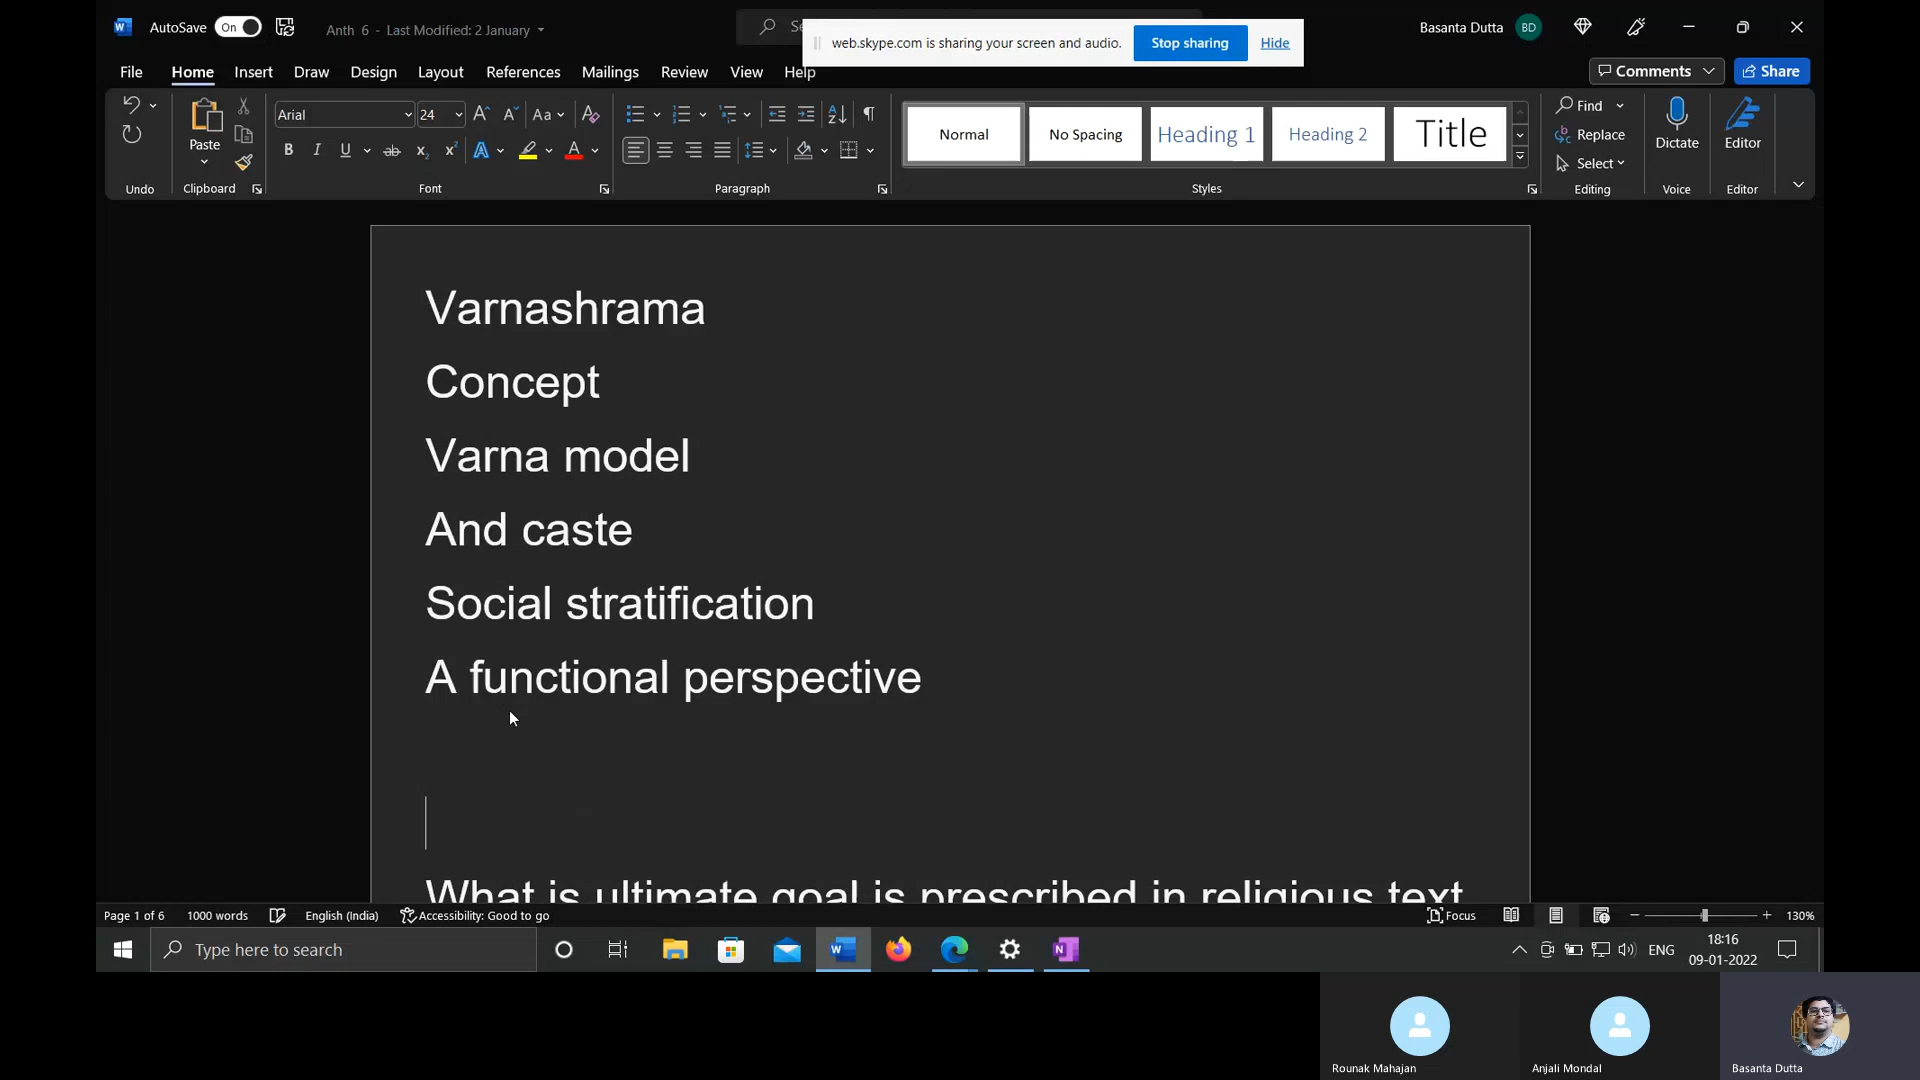 AutoSave On Anth 6 - Last Modified: 2 January
web.skype.com is sharing your screen and audio. Stop sharing Hide
Basanta Dutta BD
File Home Insert Draw Design Layout References Mailings Review View Help
Comments Share
Arial 24
Paste
Normal No Spacing Heading 1 Heading 2 Title
Find
Replace
Select
Dictate
Editor
Undo Clipboard Font Paragraph Styles Editing Voice Editor
Varnashrama
Concept
Varna model
And caste
Social stratification
A functional perspective
What is ultimate goal is prescribed in religious text
Page 1 of 6 1000 words English (India) Accessibility: Good to go Focus 130%
Type here to search
ENG
18:16
09-01-2022
Rounak Mahajan Anjali Mondal Basanta Dutta